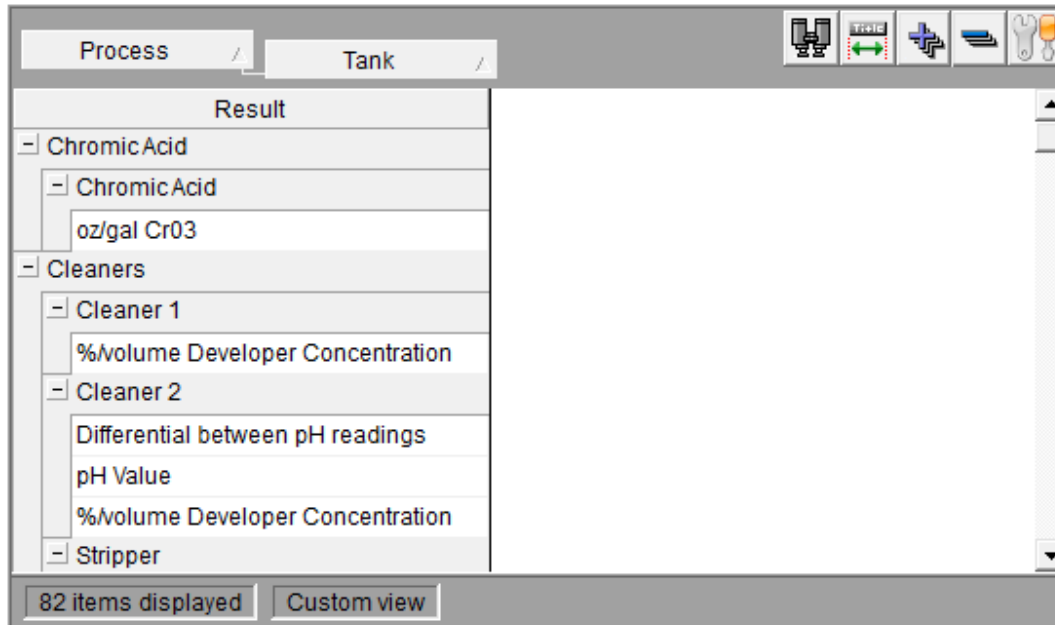 Process
Tank
Result
Chromic Acid
Chromic Acid
oz/gal Cr03
Cleaners
Cleaner 1
%/volume Developer Concentration
Cleaner 2
Differential between pH readings
pH Value
%/volume Developer Concentration
Stripper
82 items displayed
Custom view